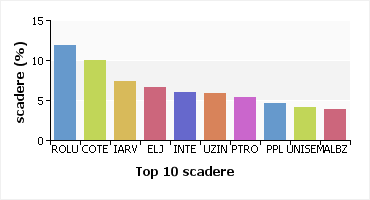 15
10
5
0
scadere (%)
ROLU COTE IARV ELJ INTE UZIN PTRO PPL UNISEM ALBZ
Top 10 scadere